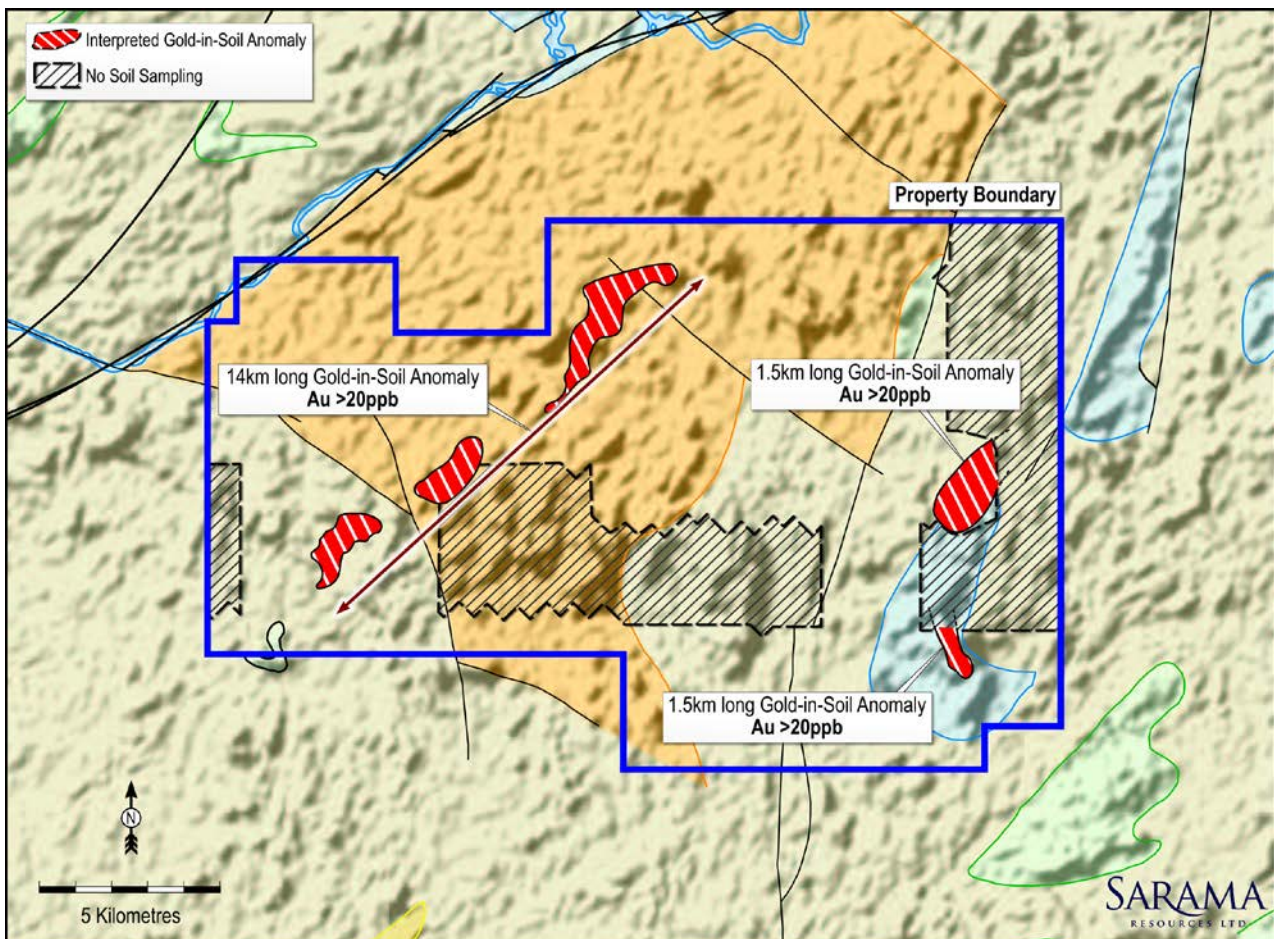 Interpreted Gold-in-Soil Anomaly
No Soil Sampling
Property Boundary
14km long Gold-in-Soil Anomaly
Au >20ppb
1.5km long Gold-in-Soil Anomaly
Au >20ppb
1.5km long Gold-in-Soil Anomaly
Au >20ppb
N
5 Kilometres
SARAMA
RESOURCES LTD